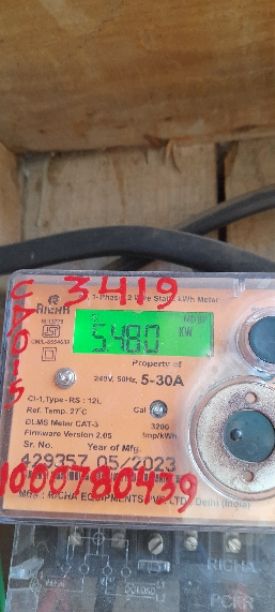 3419
RICHA
1-Phase, 2 Wire Static kWh Meter
5.480 KW
Property of
240V, 50Hz, 5-30A
Cl-1,Type - RS : 12L
Ref. Temp. 27°C
Cal
DLMS Meter CAT-3
3200
Firmware Version 2.05
Imp/kWh
Sr. No.
Year of Mfg.
429357 05/2023
1000780439
RICHA EQUIPMENTS PVT. LTD., Delhi (India)
RICHA